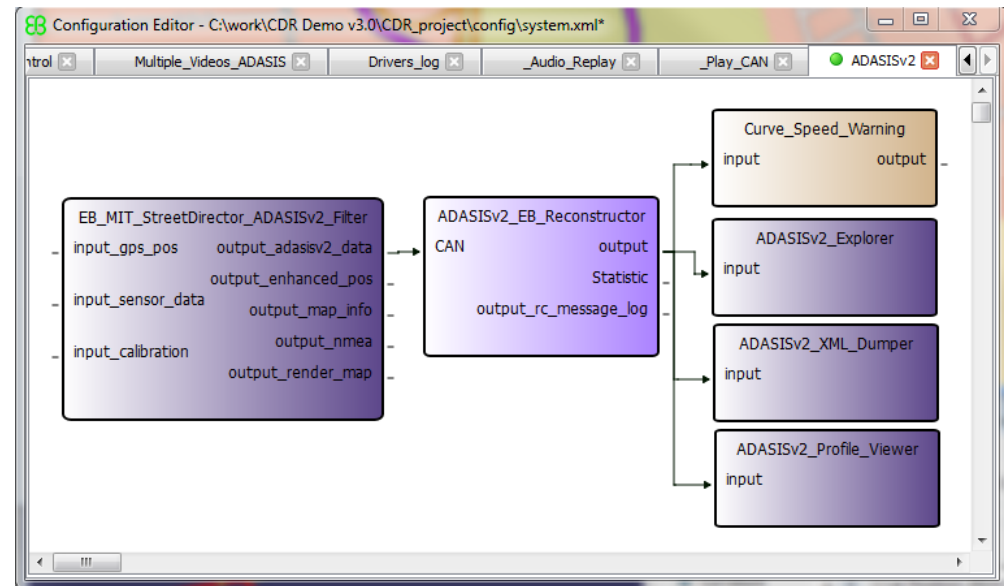 EB Configuration Editor - C:\work\CDR Demo v3.0\CDR_project\config\system.xml*
ntrol Multiple_Videos_ADASIS Drivers_log _Audio_Replay _Play_CAN ADASISv2
EB_MIT_StreetDirector_ADASISv2_Filter
input_gps_pos output_adasisv2_data
output_enhanced_pos
input_sensor_data
output_map_info
output_nmea
input_calibration
output_render_map
ADASISv2_EB_Reconstructor
CAN output
Statistic
output_rc_message_log
Curve_Speed_Warning
input output
ADASISv2_Explorer
input
ADASISv2_XML_Dumper
input
ADASISv2_Profile_Viewer
input